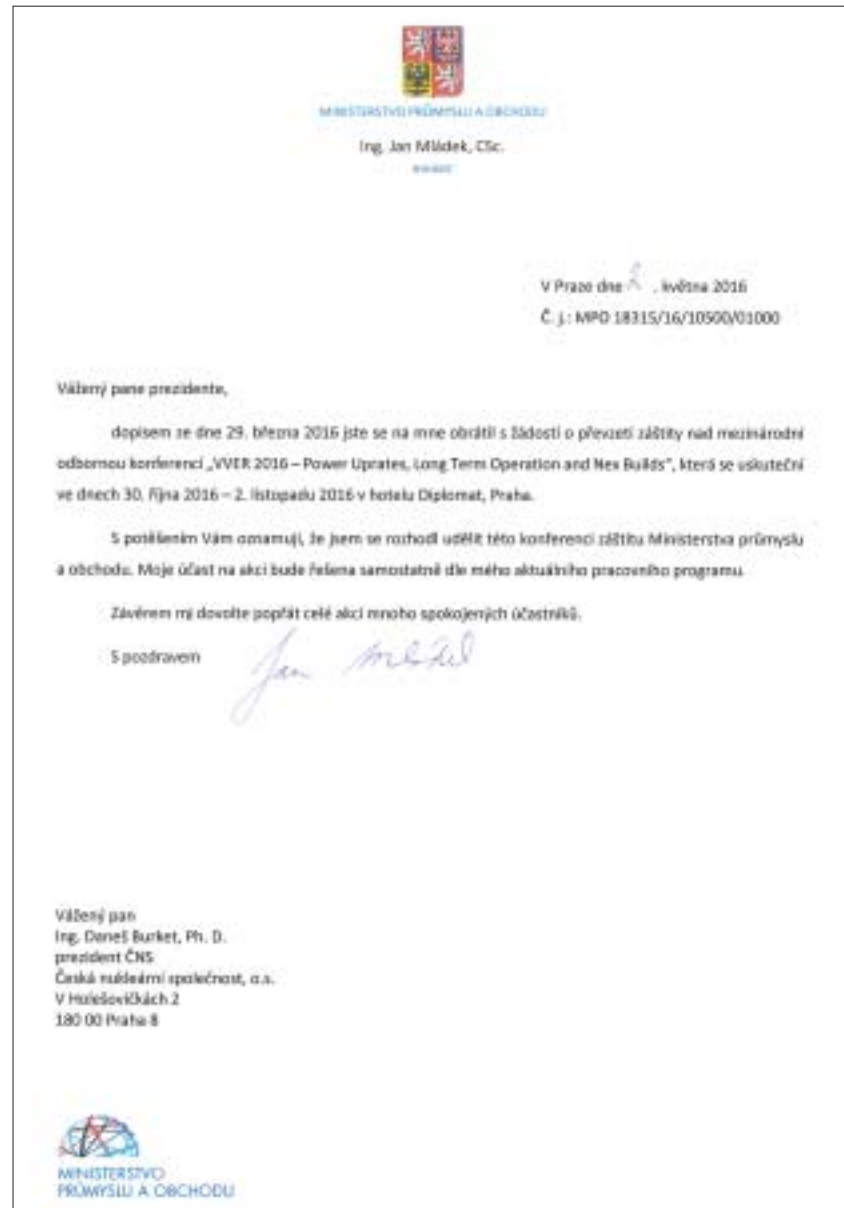 MINISTERSTVO PRŮMYSLU A OBCHODU
Ing. Jan Mládek, CSc.
ministr
V Praze dne 2. května 2016
Č. j.: MPO 18315/16/10500/01000
Vážený pane prezidente,
dopisem ze dne 29. března 2016 jste se na mne obrátil s žádostí o převzetí záštity nad mezinárodní
odbornou konferencí „VVER 2016 – Power Uprates, Long Term Operation and Nex Builds“, která se uskuteční
ve dnech 30. října 2016 – 2. listopadu 2016 v hotelu Diplomat, Praha.
S potěšením Vám oznamuji, že jsem se rozhodl udělit této konferenci záštitu Ministerstva průmyslu
a obchodu. Moje účast na akci bude řešena samostatně dle mého aktuálního pracovního programu.
Závěrem mi dovolte popřát celé akci mnoho spokojených účastníků.
S pozdravem
Jan Mládek
Vážený pan
Ing. Daneš Burket, Ph. D.
prezident ČNS
Česká nukleární společnost, o.s.
V Holešovičkách 2
180 00 Praha 8
MINISTERSTVO
PRŮMYSLU A OBCHODU